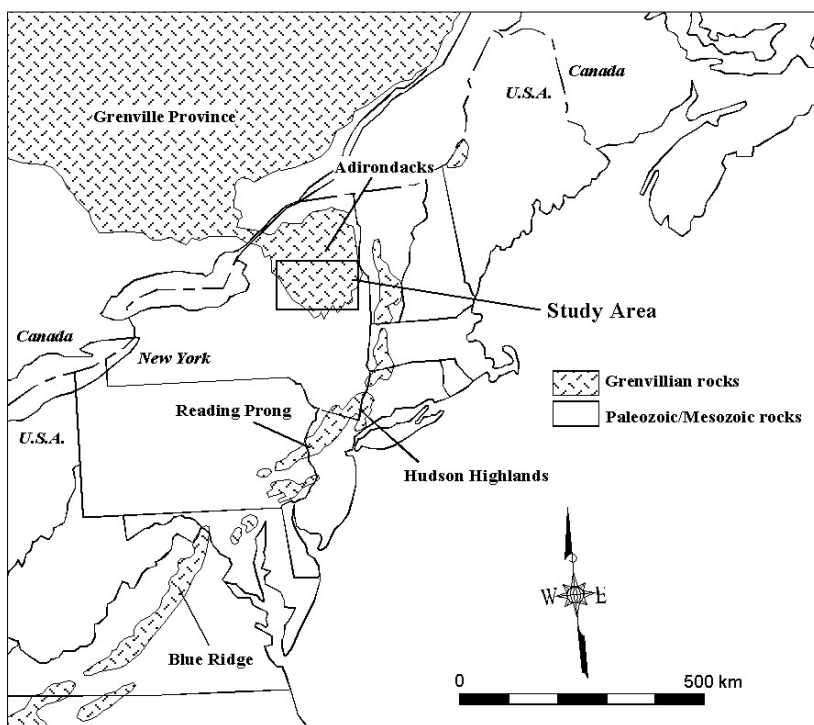 Canada
U.S.A.
Grenville Province
Adirondacks
Study Area
Canada
New York
Grenvillian rocks
Reading Prong
Paleozoic/Mesozoic rocks
U.S.A.
Hudson Highlands
W E
Blue Ridge
0 500 km